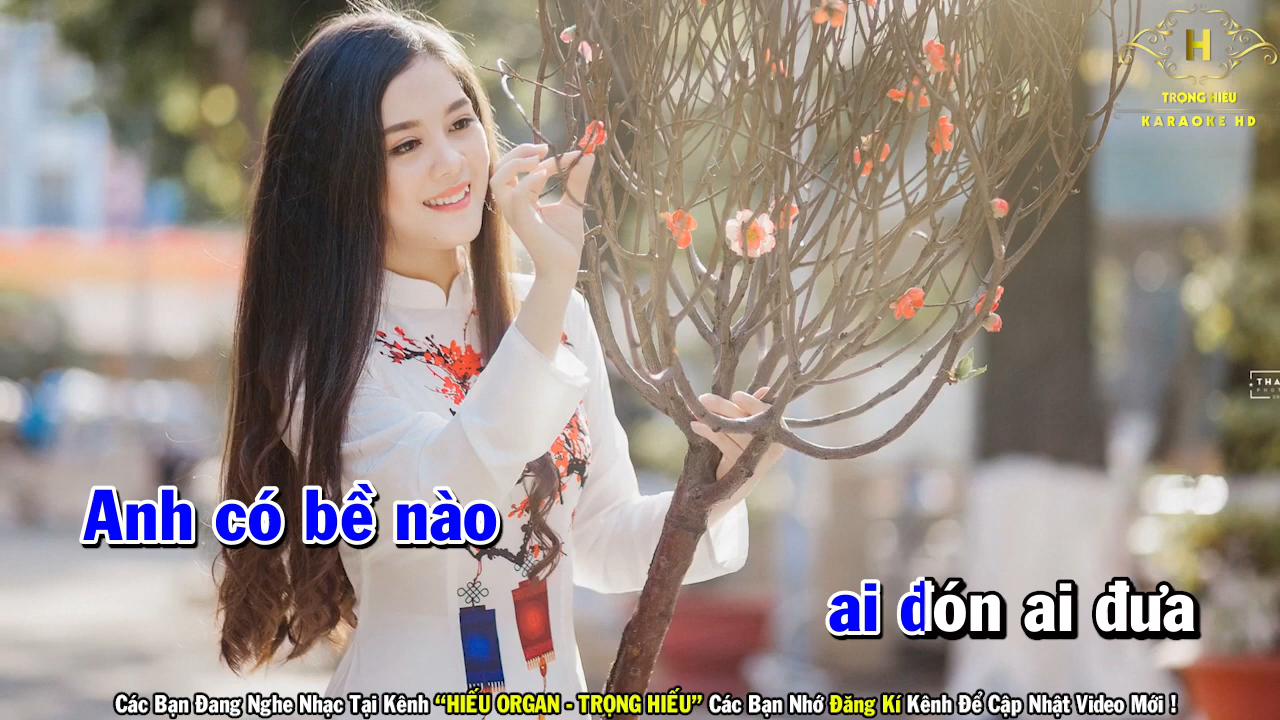 H
TRỌNG HIẾU
KARAOKE HD
THA
Anh có bề nào
ai đón ai đưa
Các Bạn Đang Nghe Nhạc Tại Kênh “HIẾU ORGAN - TRỌNG HIẾU” Các Bạn Nhớ Đăng Kí Kênh Để Cập Nhật Video Mới !